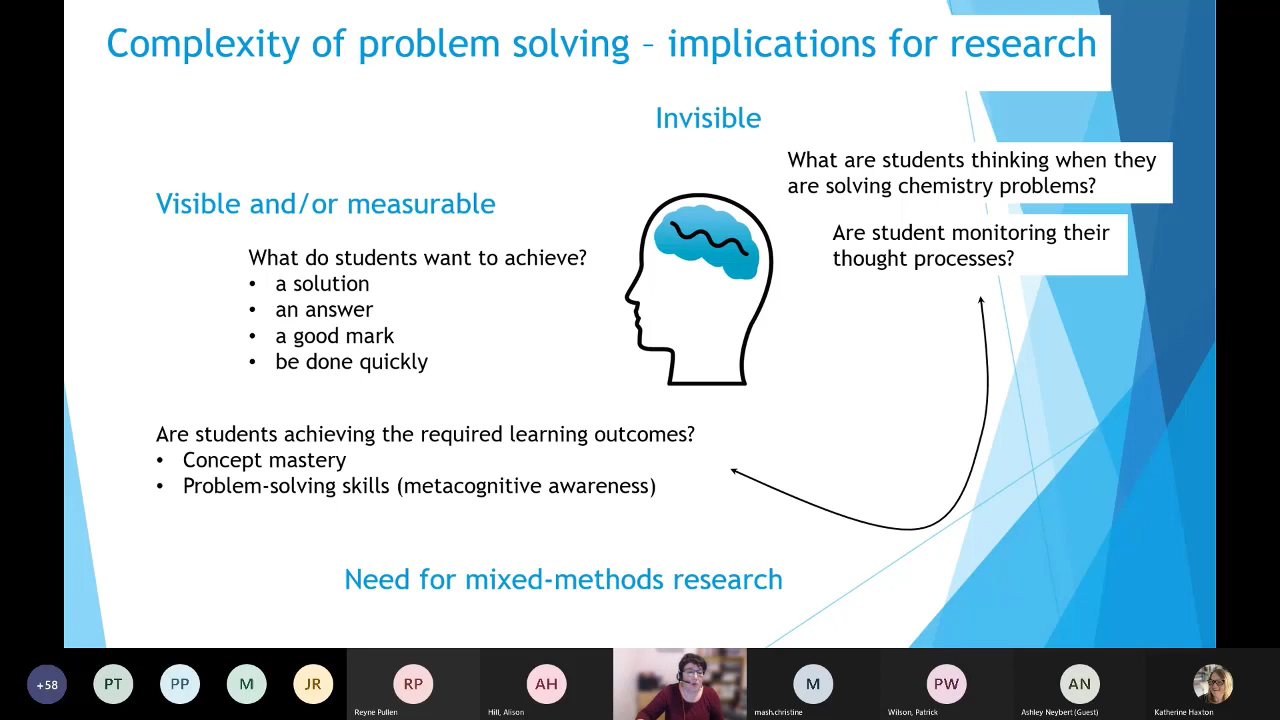 Complexity of problem solving – implications for research
Invisible
What are students thinking when they
are solving chemistry problems?
Visible and/or measurable
Are student monitoring their
thought processes?
What do students want to achieve?
• a solution
• an answer
• a good mark
• be done quickly
Are students achieving the required learning outcomes?
• Concept mastery
• Problem-solving skills (metacognitive awareness)
Need for mixed-methods research
+58
PT
PP
M
JR
RP
AH
M
PW
AN
Reyne Pullen
Hill, Alison
mash.christine
Wilson, Patrick
Ashley Neybert (Guest)
Katherine Haxton